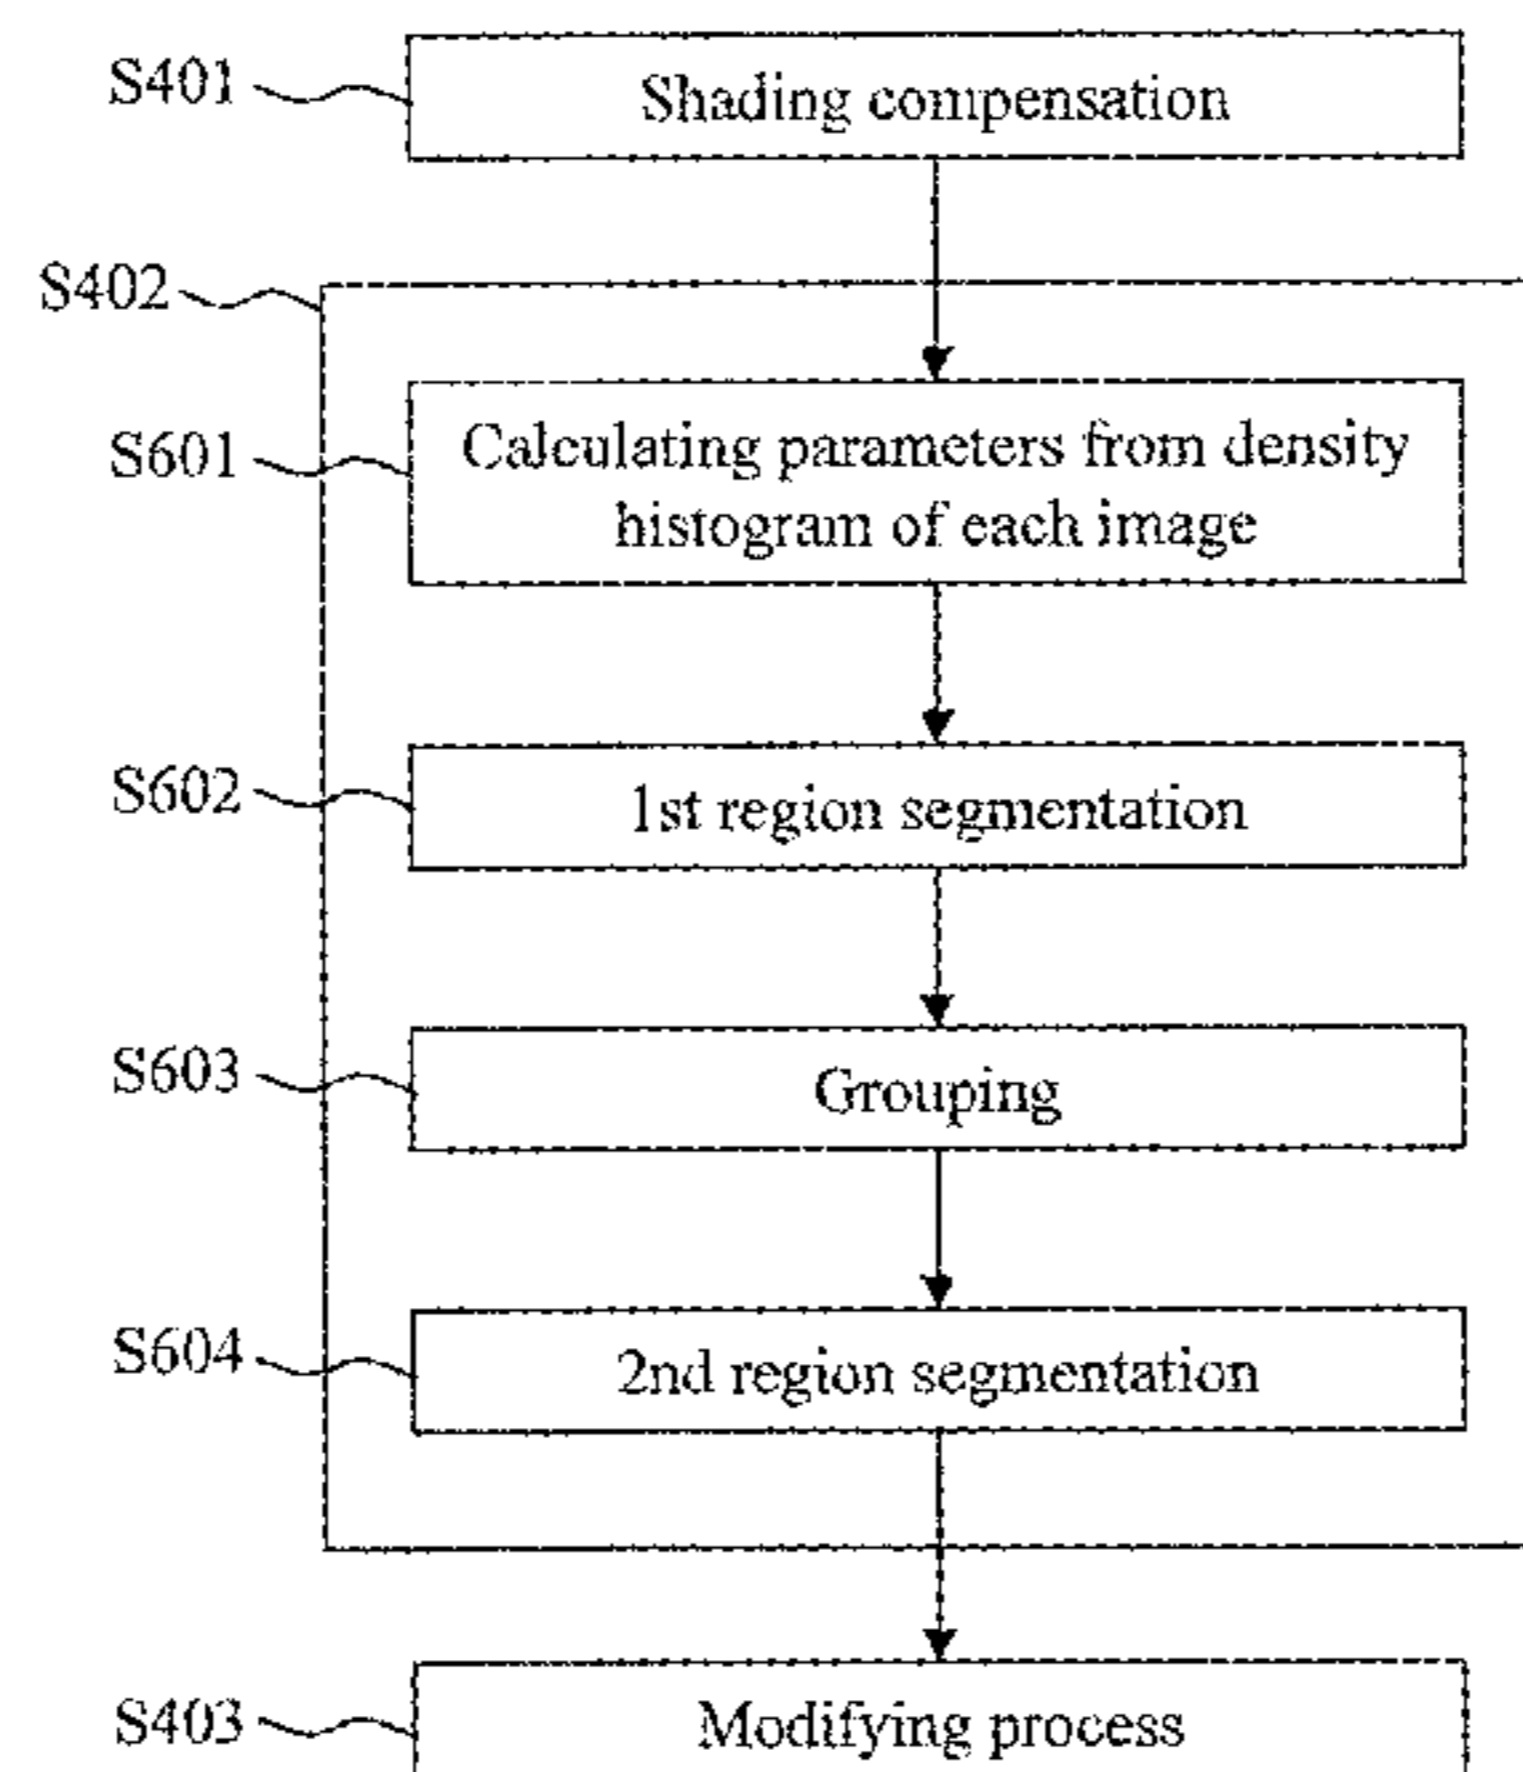 S401
Shading compensation
S402
S601
Calculating parameters from density
histogram of each image
S602
1st region segmentation
S603
Grouping
S604
2nd region segmentation
S403
Modifying process